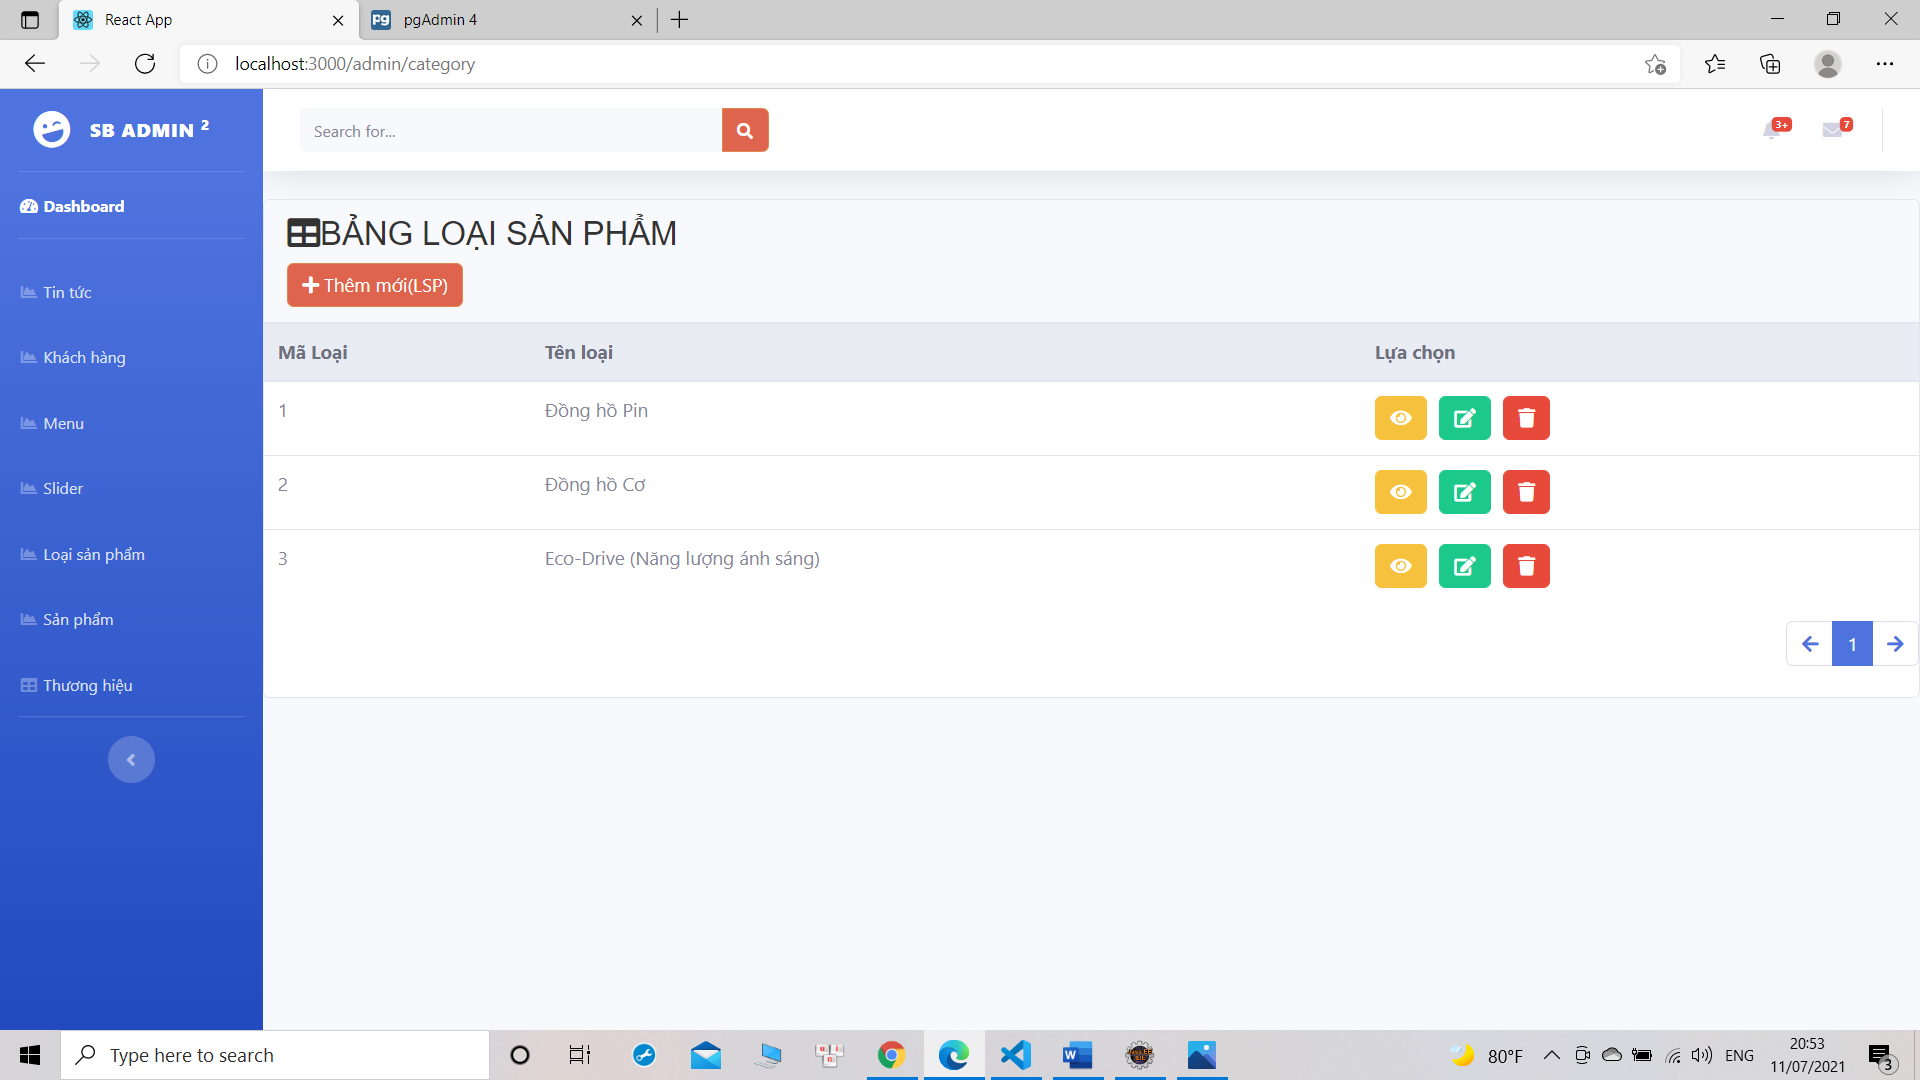 React App
pgAdmin 4
localhost:3000/admin/category
SB ADMIN 2
Search for...
3+
7
Dashboard
Tin tức
Khách hàng
Menu
Slider
Loại sản phẩm
Sản phẩm
Thương hiệu
BẢNG LOẠI SẢN PHẨM
Thêm mới(LSP)
Mã Loại Tên loại Lựa chọn
1 Đồng hồ Pin
2 Đồng hồ Cơ
3 Eco-Drive (Năng lượng ánh sáng)
1
Type here to search
80°F
ENG
20:53
11/07/2021
3